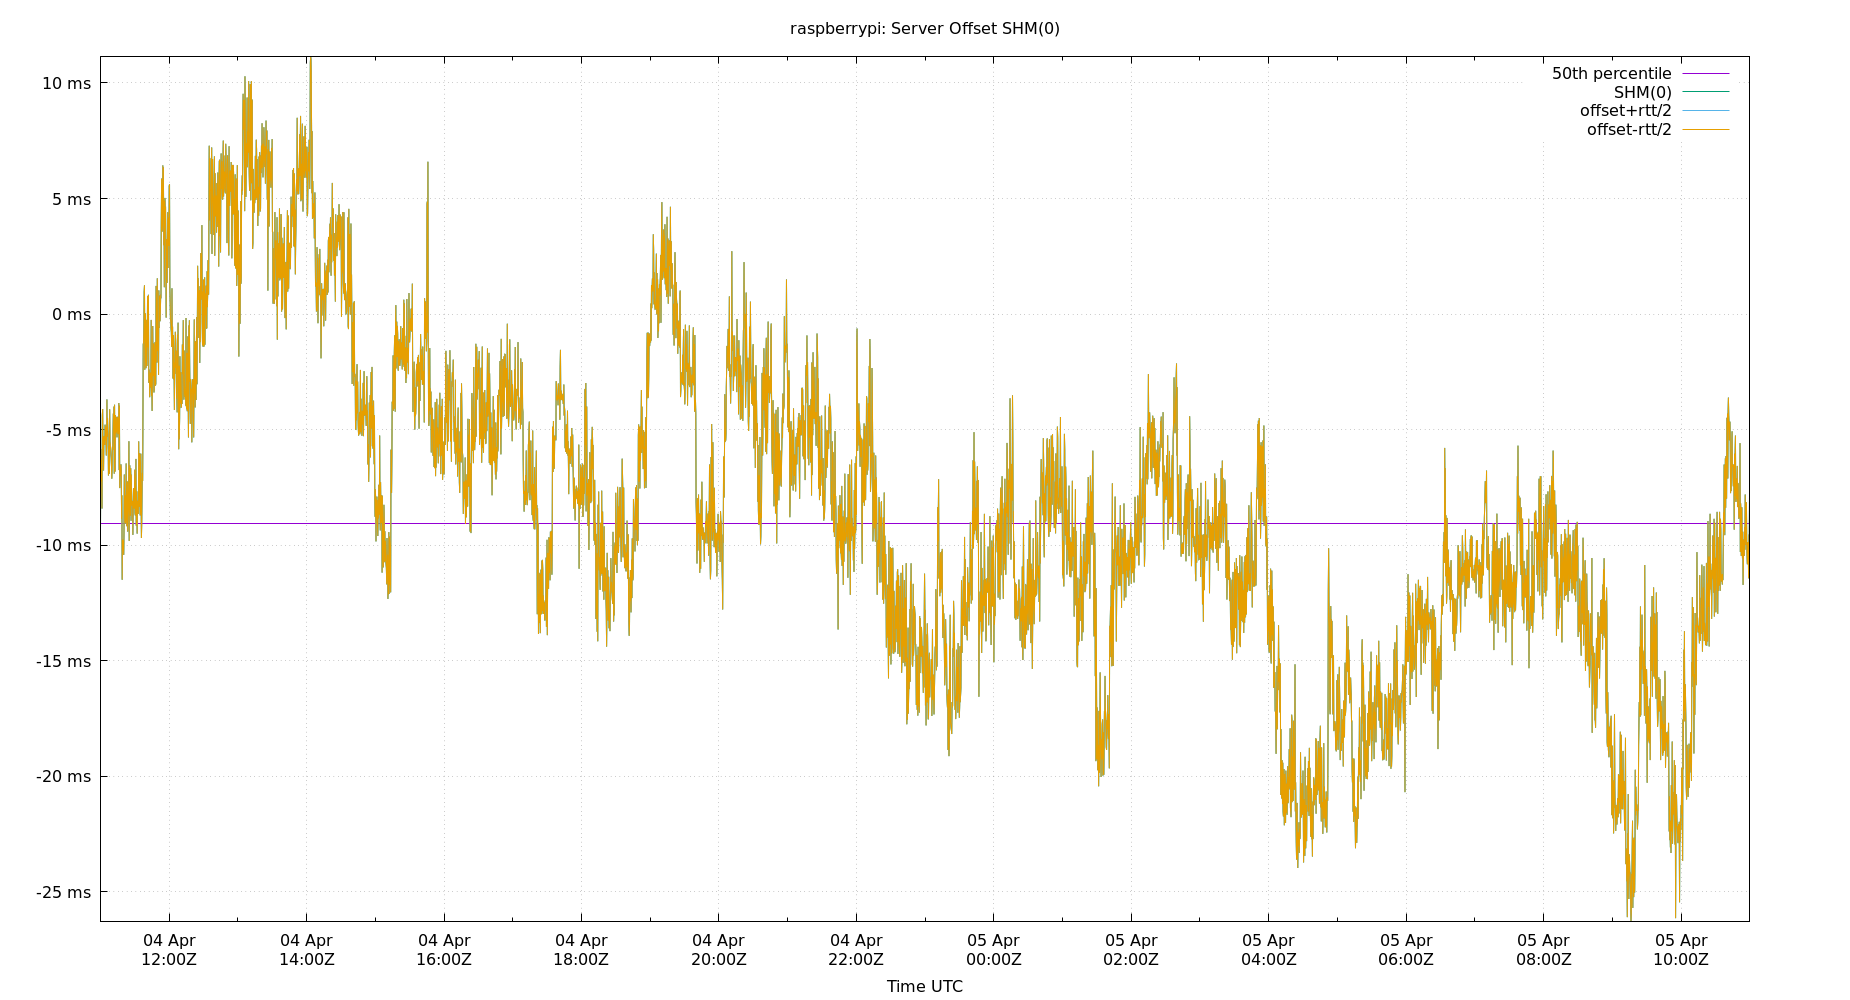 raspberrypi: Server Offset SHM(0)
50th percentile
SHM(0)
offset+rtt/2
offset-rtt/2
10 ms
5 ms
0 ms
-5 ms
-10 ms
-15 ms
-20 ms
-25 ms
04 Apr 04 Apr 04 Apr 04 Apr 04 Apr 04 Apr 05 Apr 05 Apr 05 Apr 05 Apr 05 Apr 05 Apr
12:00Z 14:00Z 16:00Z 18:00Z 20:00Z 22:00Z 00:00Z 02:00Z 04:00Z 06:00Z 08:00Z 10:00Z
Time UTC